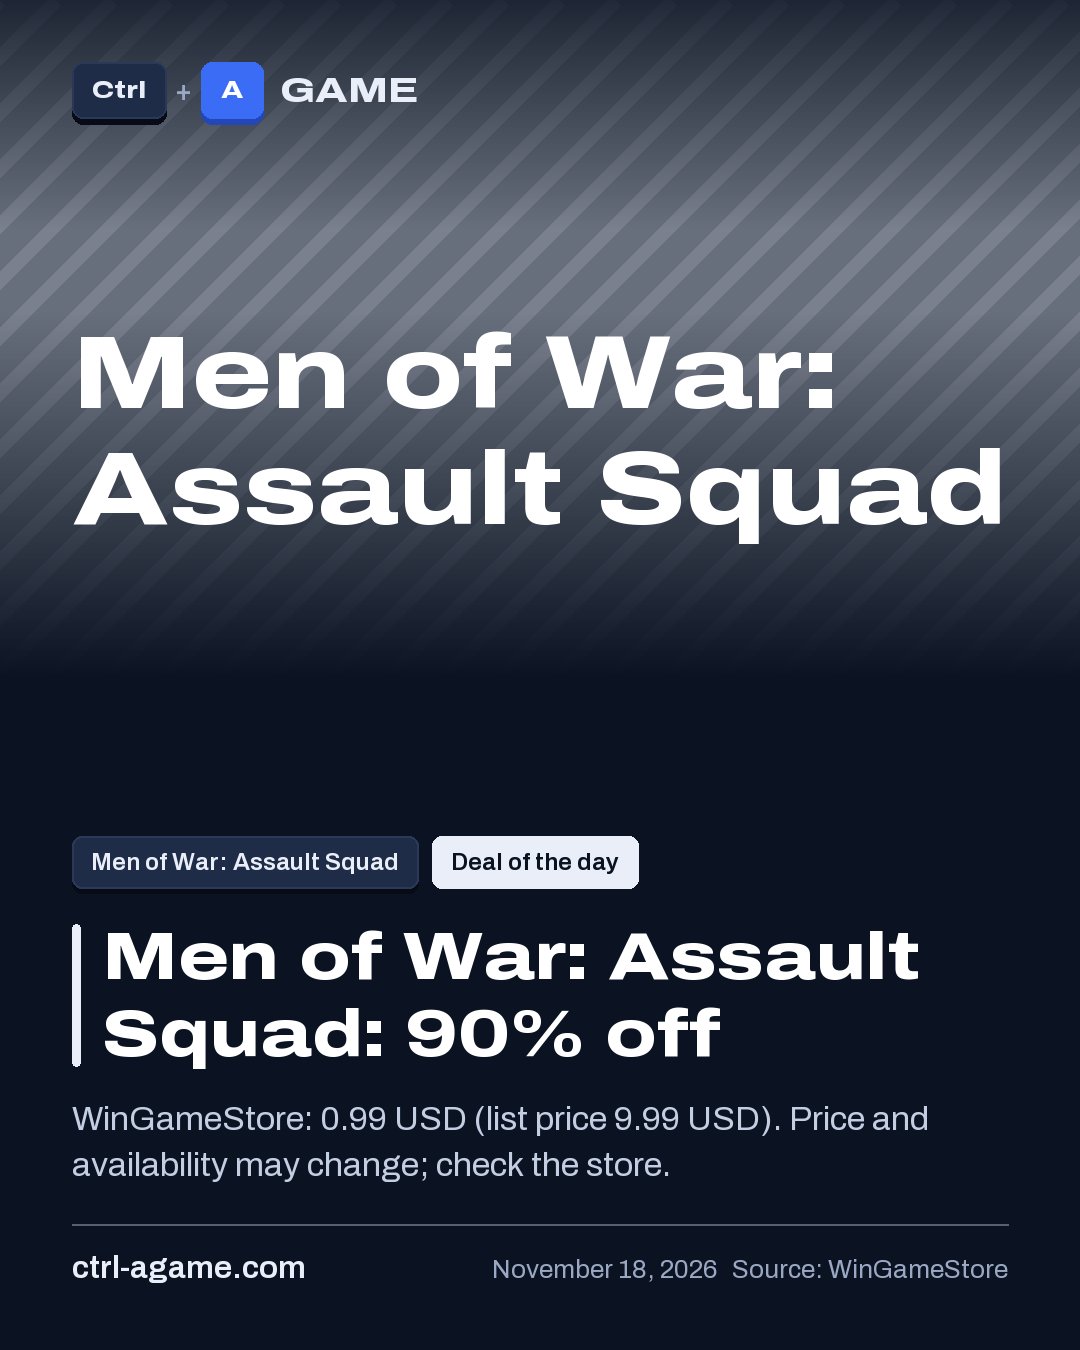 Ctrl + A GAME
Men of War:
Assault Squad
Men of War: Assault Squad
Deal of the day
Men of War: Assault
Squad: 90% off
WinGameStore: 0.99 USD (list price 9.99 USD). Price and
availability may change; check the store.
ctrl-agame.com
November 18, 2026 Source: WinGameStore